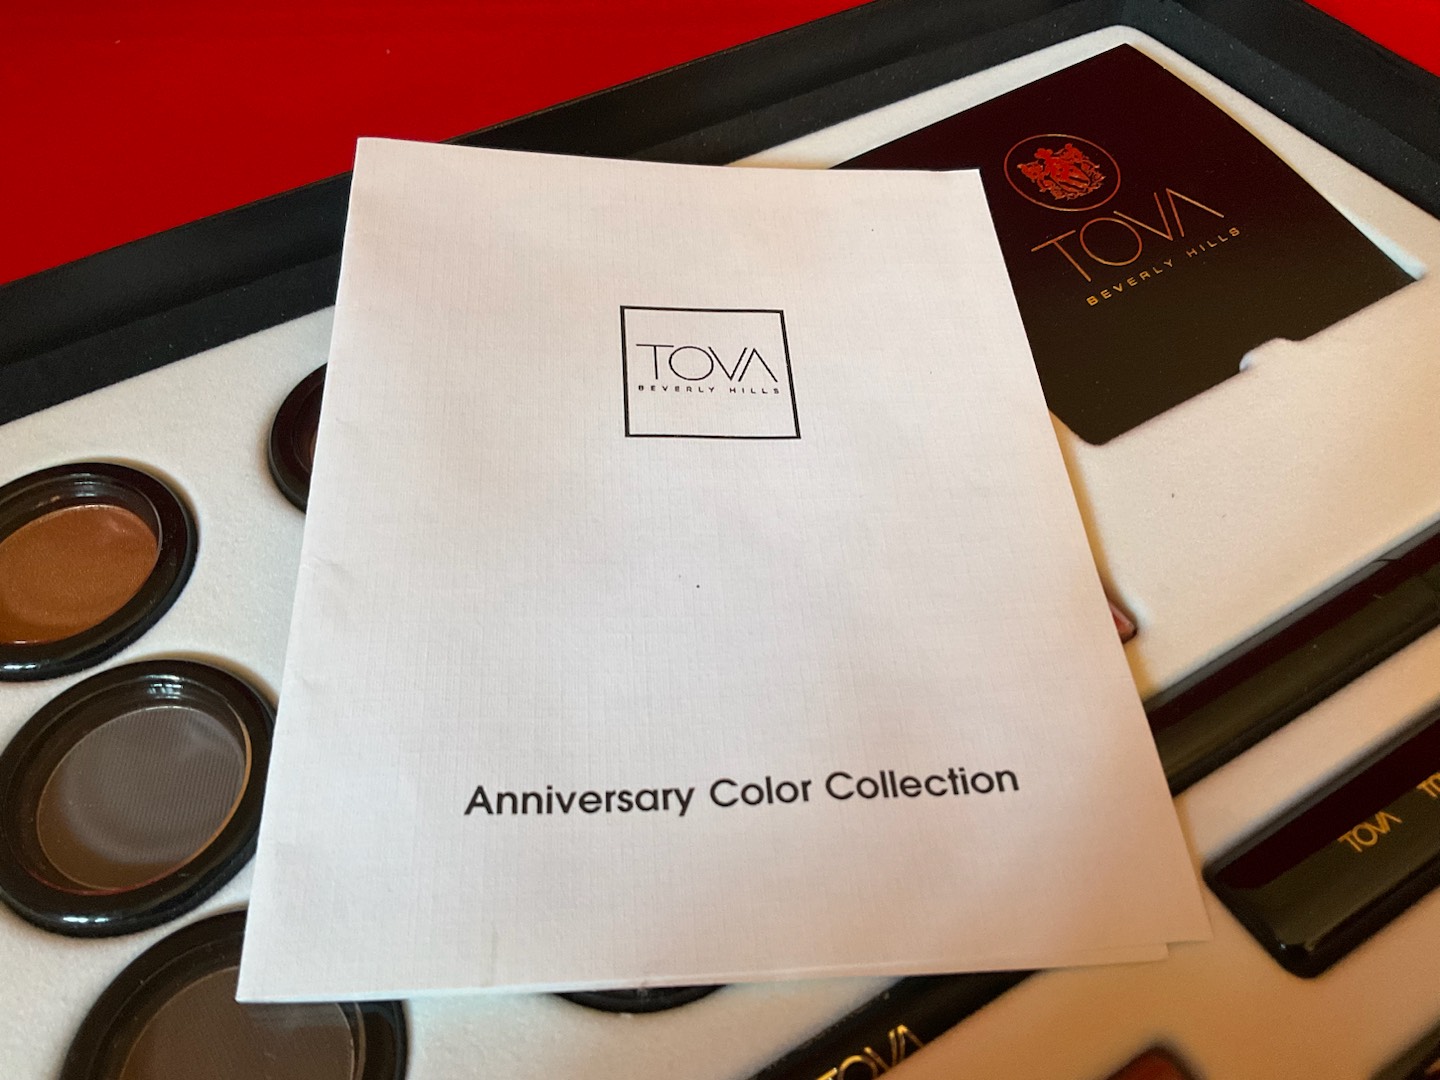 TOVA
BEVERLY HILLS
TOVA
BEVERLY HILLS
Anniversary Color Collection
TOVA
TOVA